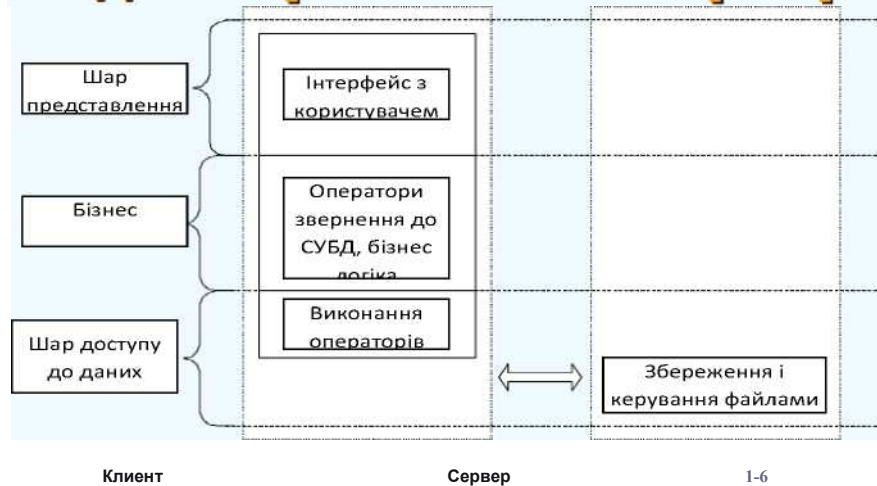 Шар
представлення
Інтерфейс з
користувачем
Бізнес
Оператори
звернення до
СУБД, бізнес
логіка
Шар доступу
до даних
Виконання
операторів
Збереження і
керування файлами
Клиент
Сервер
1-6